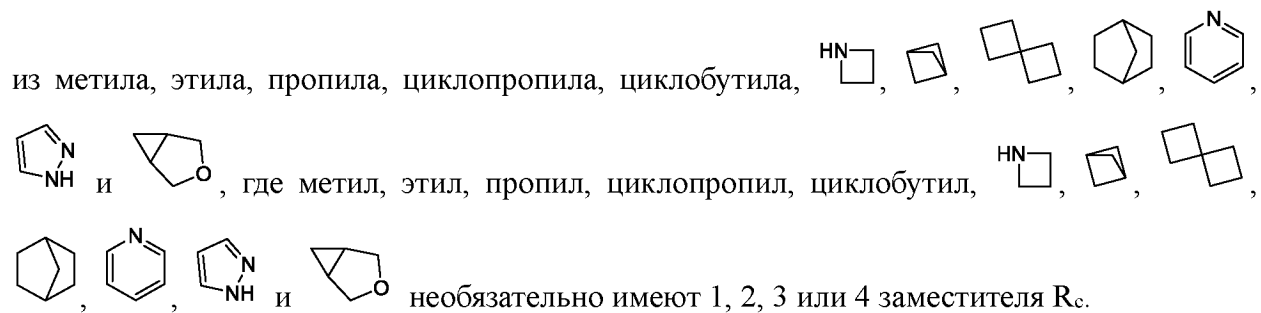 из метила, этила, пропила, циклопропила, циклобутила, HN, , , , N,
N NH и O, где метил, этил, пропил, циклопропил, циклобутил, HN, , ,
, N, N NH и O необязательно имеют 1, 2, 3 или 4 заместителя Rc.